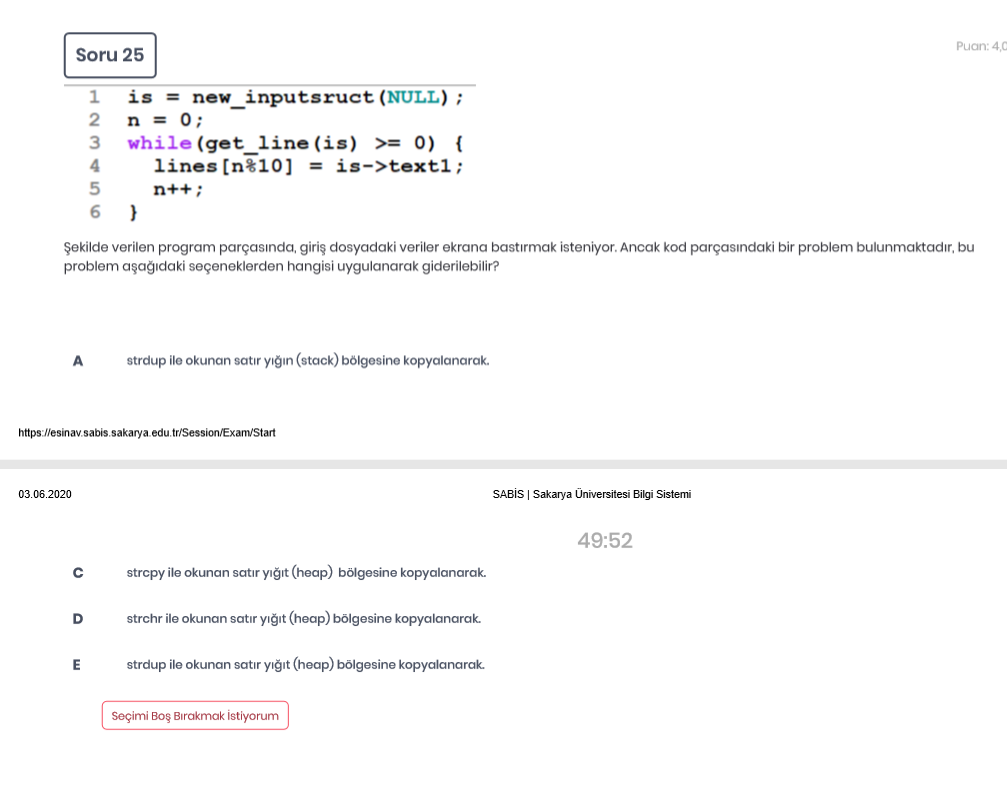 Soru 25
Puan: 4,0
1 is = new_inputsruct(NULL);
2 n = 0;
3 while(get_line(is) >= 0) {
4 lines[n%10] = is->text1;
5 n++;
6 }
Şekilde verilen program parçasında, giriş dosyadaki veriler ekrana bastırmak isteniyor. Ancak kod parçasındaki bir problem bulunmaktadır, bu
problem aşağıdaki seçeneklerden hangisi uygulanarak giderilebilir?
A strdup ile okunan satır yığın (stack) bölgesine kopyalanarak.
https://esinav.sabis.sakarya.edu.tr/Session/Exam/Start
03.06.2020 SABİS | Sakarya Üniversitesi Bilgi Sistemi
49:52
C strcpy ile okunan satır yığıt (heap) bölgesine kopyalanarak.
D strchr ile okunan satır yığıt (heap) bölgesine kopyalanarak.
E strdup ile okunan satır yığıt (heap) bölgesine kopyalanarak.
Seçimi Boş Bırakmak İstiyorum